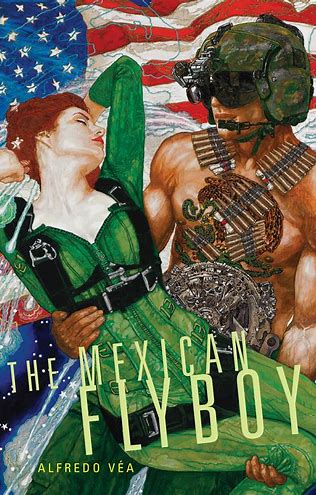 THE MEXICAN
FLYBOY
ALFREDO VÉA